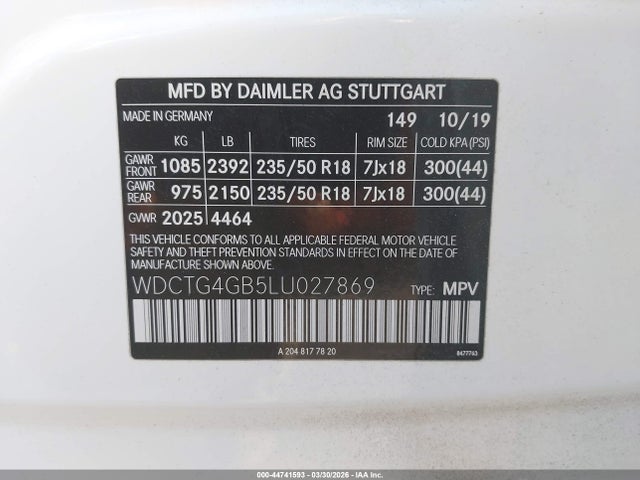 MFD BY DAIMLER AG STUTTGART
MADE IN GERMANY 149 10/19
KG LB TIRES RIM SIZE COLD KPA (PSI)
GAWR FRONT 1085 2392 235/50 R18 7Jx18 300(44)
GAWR REAR 975 2150 235/50 R18 7Jx18 300(44)
GVWR 2025 4464
THIS VEHICLE CONFORMS TO ALL APPLICABLE FEDERAL MOTOR VEHICLE
SAFETY AND THEFT PREVENTION STANDARDS IN EFFECT ON THE DATE OF
MANUFACTURE SHOWN ABOVE.
WDCTG4GB5LU027869 TYPE: MPV
A 204 817 78 20 8477763
000-44741593 - 03/30/2026 - IAAI.COM